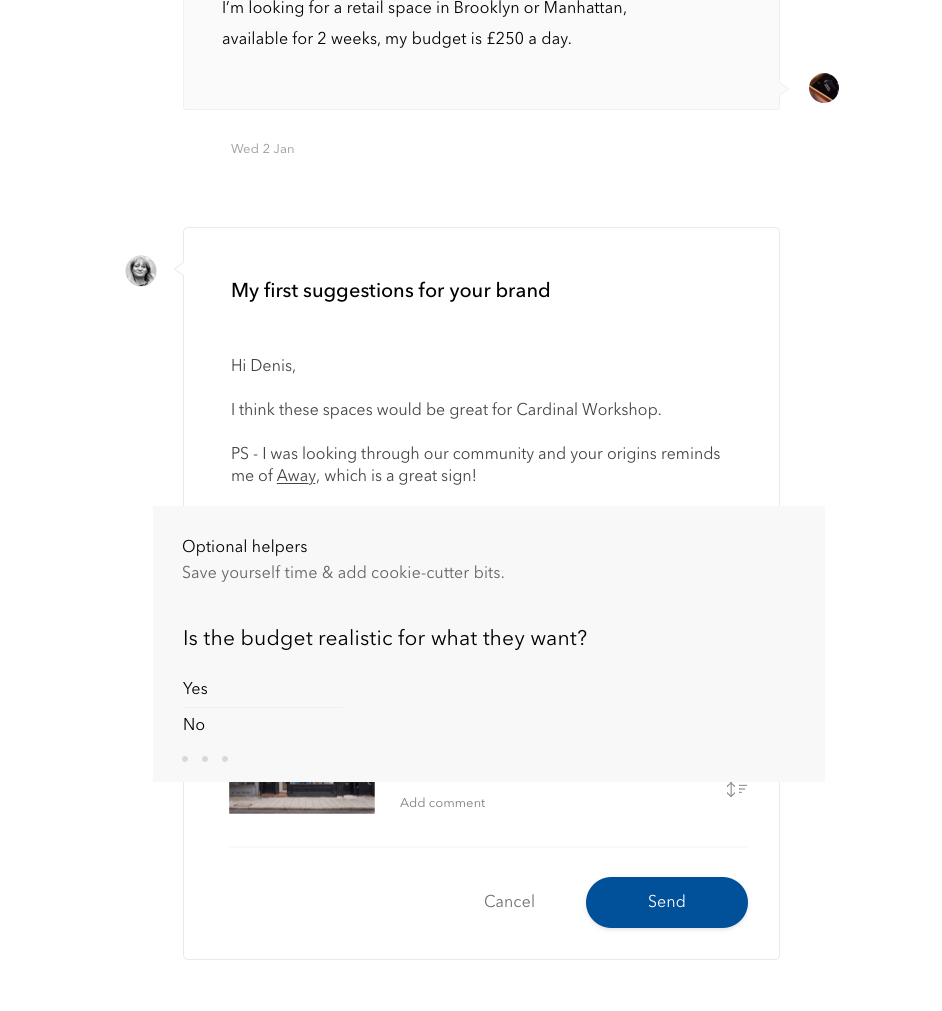 I’m looking for a retail space in Brooklyn or Manhattan,
available for 2 weeks, my budget is £250 a day.
Wed 2 Jan
My first suggestions for your brand
Hi Denis,
I think these spaces would be great for Cardinal Workshop.
PS - I was looking through our community and your origins reminds
me of Away, which is a great sign!
Optional helpers
Save yourself time & add cookie-cutter bits.
Is the budget realistic for what they want?
Yes
No
Add comment
Cancel
Send